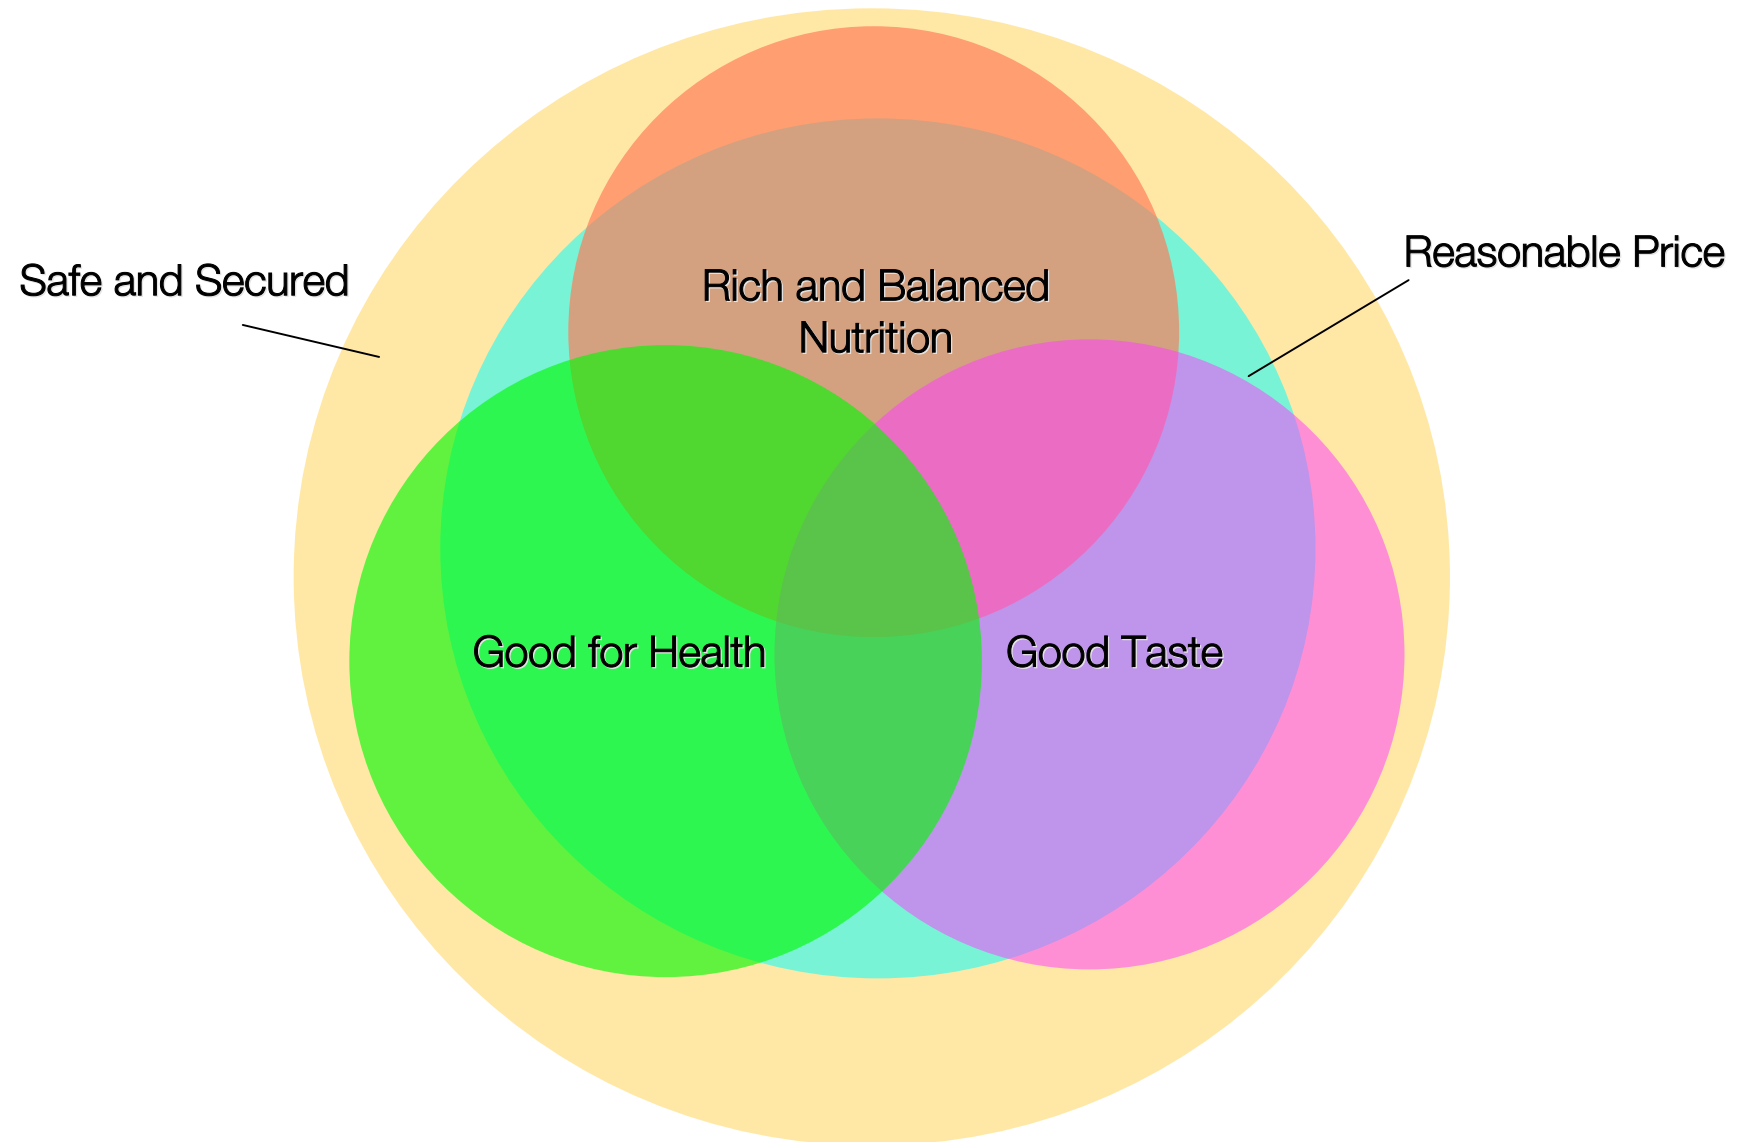 Safe and Secured
Reasonable Price
Rich and Balanced
Nutrition
Good for Health
Good Taste